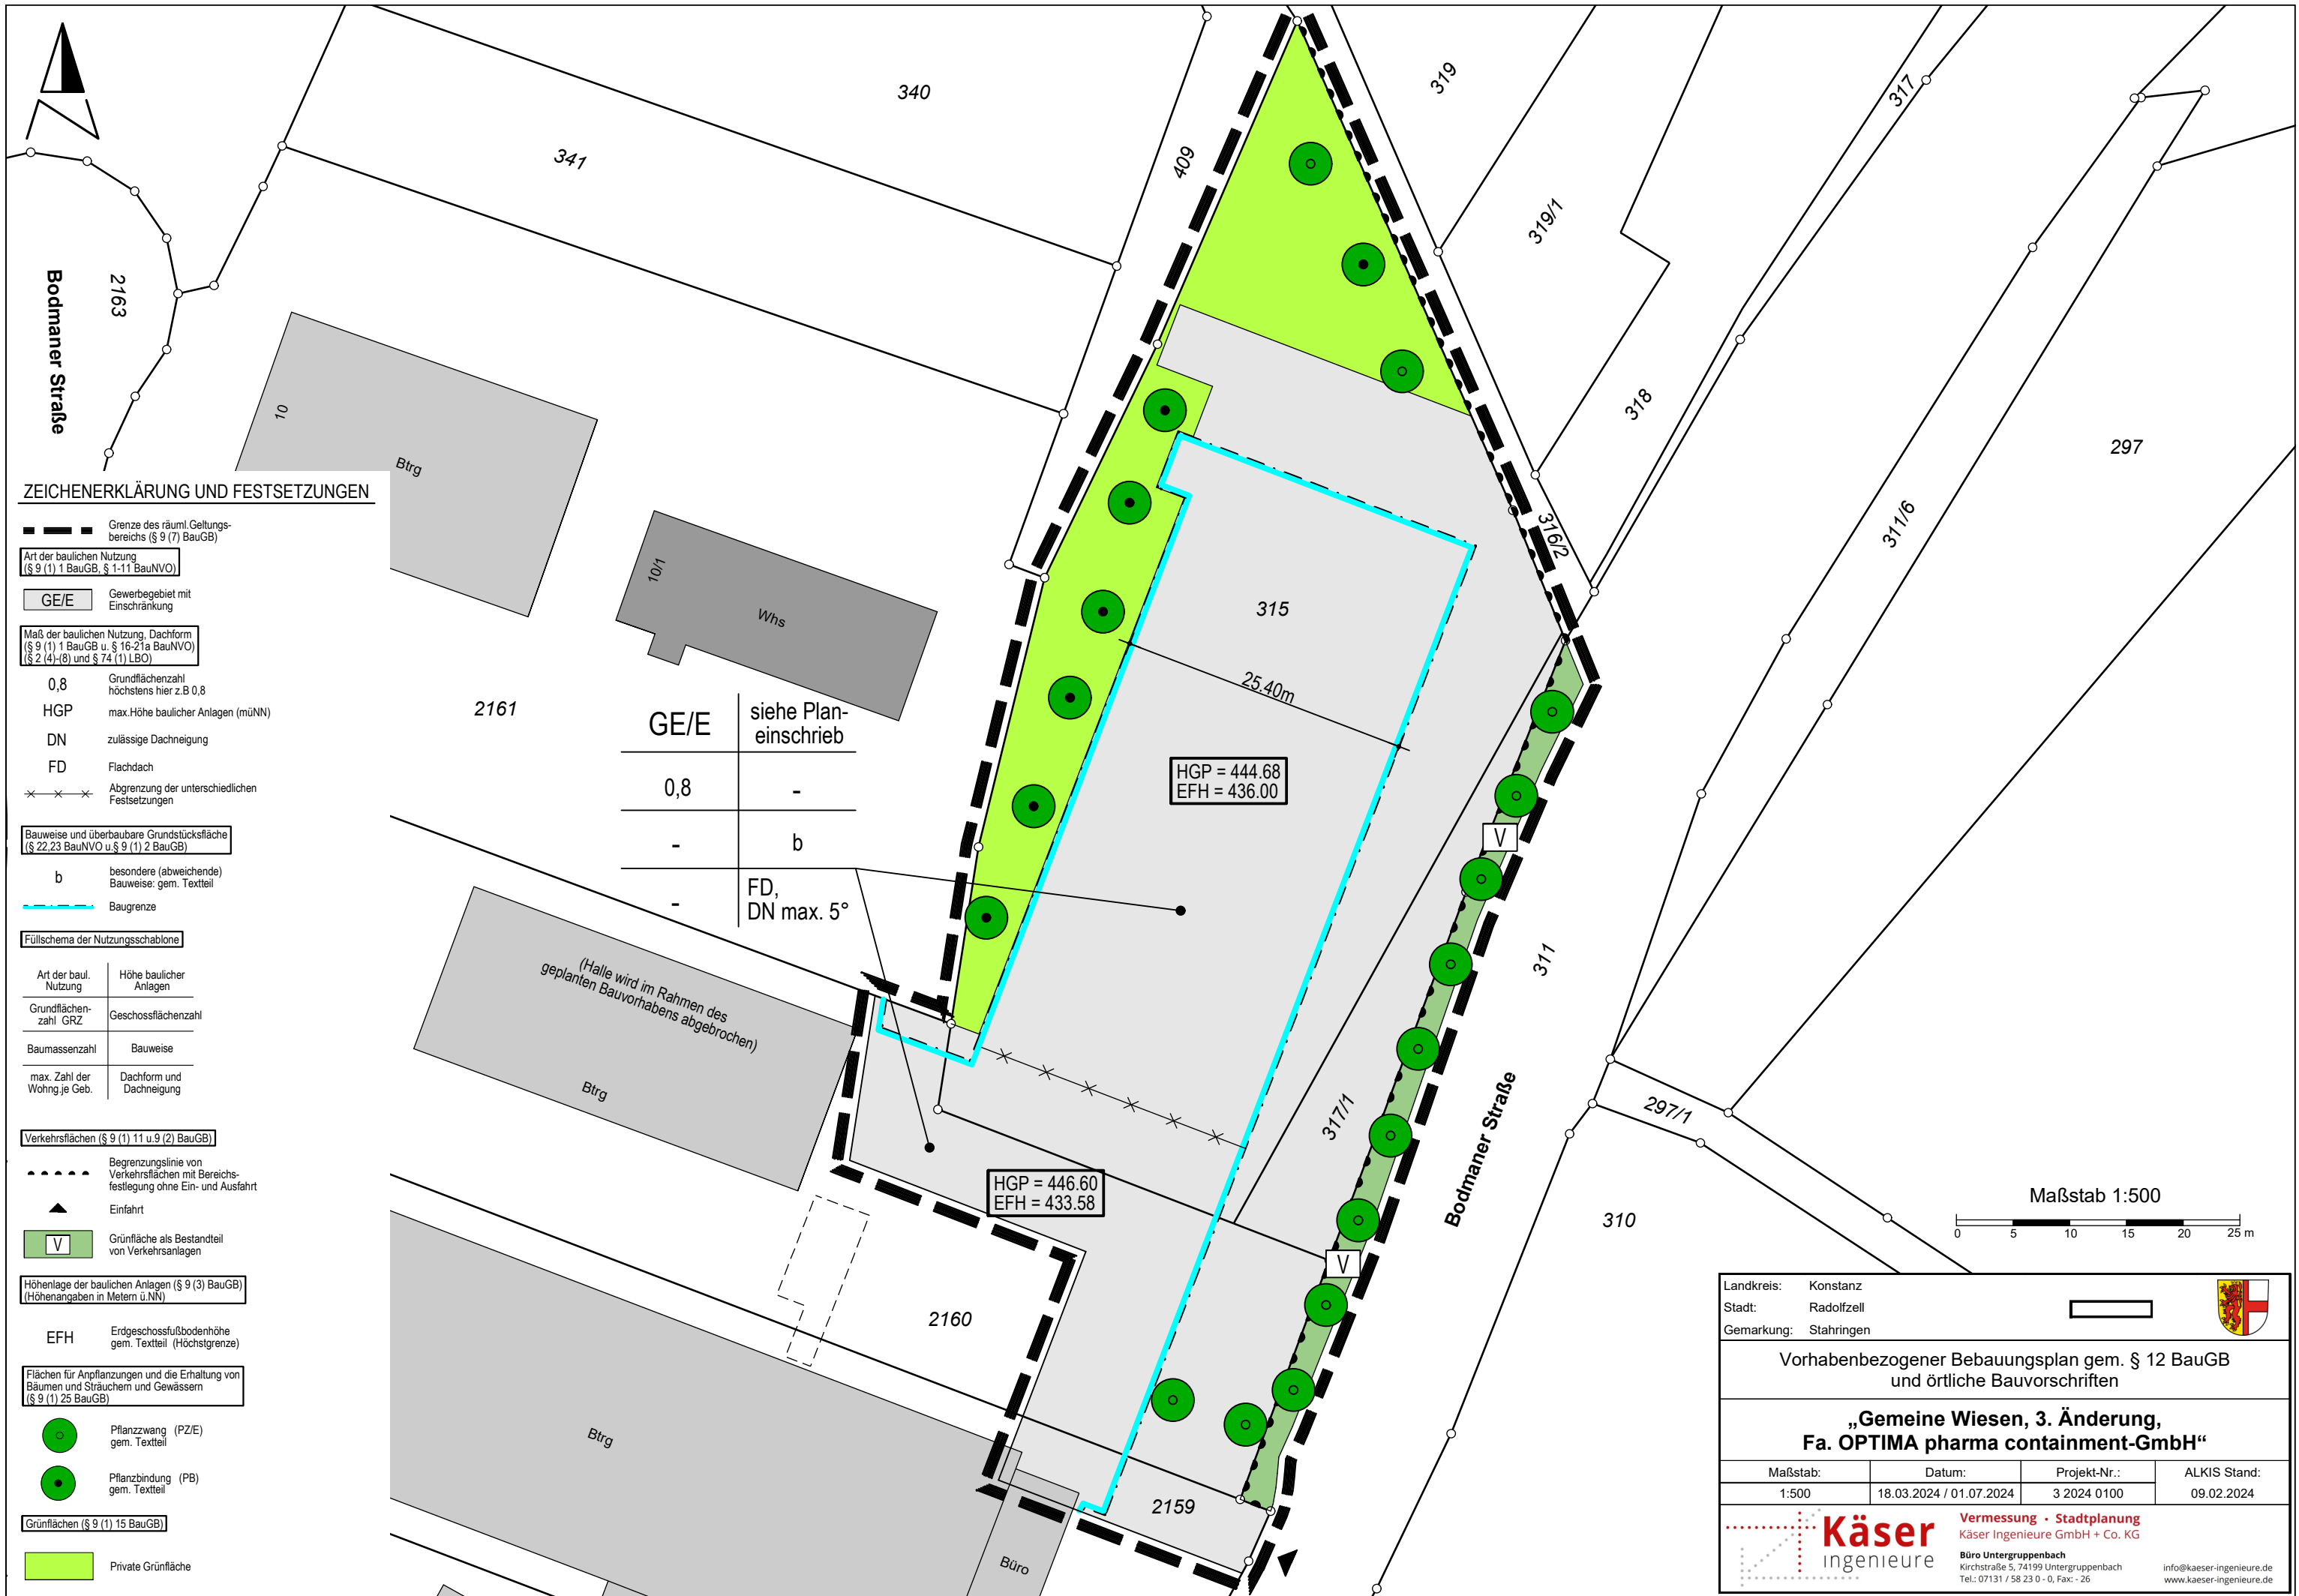 340
341
409
319
317
319/1
2163
Bodmaner Straße
10
Btrg
318
297
311/6
316/2
10/1
Whs
315
25.40m
2161
GE/E
siehe Plan-
einschrieb
0,8
-
-
b
-
FD,
DN max. 5°
HGP = 444.68
EFH = 436.00
V
311
(Halle wird im Rahmen des
geplanten Bauvorhabens abgebrochen)
Btrg
317/1
Bodmaner Straße
297/1
310
HGP = 446.60
EFH = 433.58
V
2160
Btrg
2159
Büro
Maßstab 1:500
0 5 10 15 20 25 m
ZEICHENERKLÄRUNG UND FESTSETZUNGEN
Grenze des räuml.Geltungs-
bereichs (§ 9 (7) BauGB)
Art der baulichen Nutzung
(§ 9 (1) 1 BauGB, § 1-11 BauNVO)
GE/E
Gewerbegebiet mit
Einschränkung
Maß der baulichen Nutzung, Dachform
(§ 9 (1) 1 BauGB u. § 16-21a BauNVO)
(§ 2 (4)-(8) und § 74 (1) LBO)
0,8
Grundflächenzahl
höchstens hier z.B 0,8
HGP
max.Höhe baulicher Anlagen (müNN)
DN
zulässige Dachneigung
FD
Flachdach
Abgrenzung der unterschiedlichen
Festsetzungen
Bauweise und überbaubare Grundstücksfläche
(§ 22,23 BauNVO u.§ 9 (1) 2 BauGB)
b
besondere (abweichende)
Bauweise: gem. Textteil
Baugrenze
Füllschema der Nutzungsschablone
Art der baul.
Nutzung
Höhe baulicher
Anlagen
Grundflächen-
zahl GRZ
Geschossflächenzahl
Baumassenzahl
Bauweise
max. Zahl der
Wohng.je Geb.
Dachform und
Dachneigung
Verkehrsflächen (§ 9 (1) 11 u.9 (2) BauGB)
Begrenzungslinie von
Verkehrsflächen mit Bereichs-
festlegung ohne Ein- und Ausfahrt
Einfahrt
V
Grünfläche als Bestandteil
von Verkehrsanlagen
Höhenlage der baulichen Anlagen (§ 9 (3) BauGB)
(Höhenangaben in Metern ü.NN)
EFH
Erdgeschossfußbodenhöhe
gem. Textteil (Höchstgrenze)
Flächen für Anpflanzungen und die Erhaltung von
Bäumen und Sträuchern und Gewässern
(§ 9 (1) 25 BauGB)
Pflanzzwang (PZ/E)
gem. Textteil
Pflanzbindung (PB)
gem. Textteil
Grünflächen (§ 9 (1) 15 BauGB)
Private Grünfläche
Landkreis: Konstanz
Stadt: Radolfzell
Gemarkung: Stahringen
Vorhabenbezogener Bebauungsplan gem. § 12 BauGB
und örtliche Bauvorschriften
„Gemeine Wiesen, 3. Änderung,
Fa. OPTIMA pharma containment-GmbH“
Maßstab: Datum: Projekt-Nr.: ALKIS Stand:
1:500 18.03.2024 / 01.07.2024 3 2024 0100 09.02.2024
Käser
ingenieure
Vermessung • Stadtplanung
Käser Ingenieure GmbH + Co. KG
Büro Untergruppenbach
Kirchstraße 5, 74199 Untergruppenbach
Tel.: 07131 / 58 23 0 - 0, Fax: - 26
info@kaeser-ingenieure.de
www.kaeser-ingenieure.de